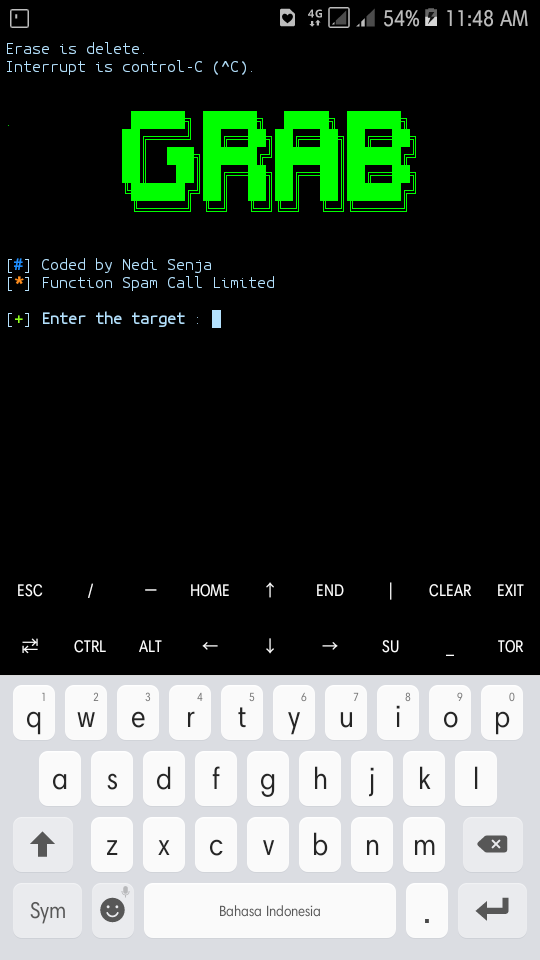 4G 54% 11:48 AM
Erase is delete.
Interrupt is control-C (^C).
.
GRAB
[#] Coded by Nedi Senja
[*] Function Spam Call Limited
[+] Enter the target :
ESC / — HOME ↑ END | CLEAR EXIT
⇄ CTRL ALT ← ↓ → SU _ TOR
1 2 3 4 5 6 7 8 9 0
q w e r t y u i o p
a s d f g h j k l
z x c v b n m
Sym Bahasa Indonesia .